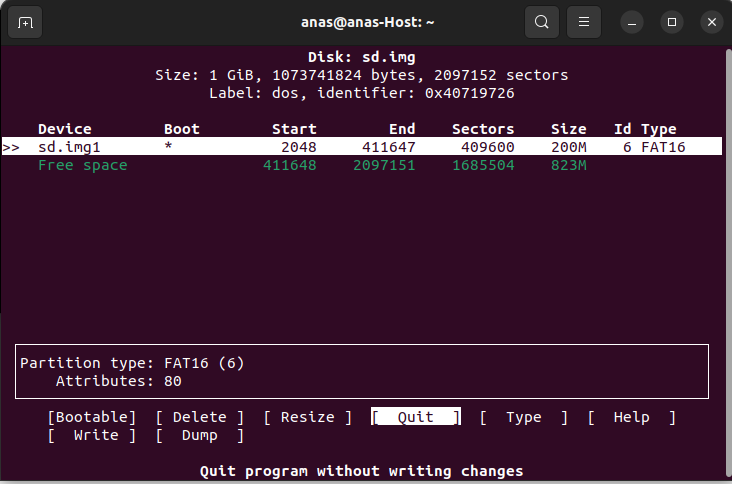 anas@anas-Host: ~
Disk: sd.img
Size: 1 GiB, 1073741824 bytes, 2097152 sectors
Label: dos, identifier: 0x40719726
Device Boot Start End Sectors Size Id Type
>> sd.img1 * 2048 411647 409600 200M 6 FAT16
Free space 411648 2097151 1685504 823M
Partition type: FAT16 (6)
Attributes: 80
[Bootable] [ Delete ] [ Resize ] [ Quit ] [ Type ] [ Help ]
[ Write ] [ Dump ]
Quit program without writing changes